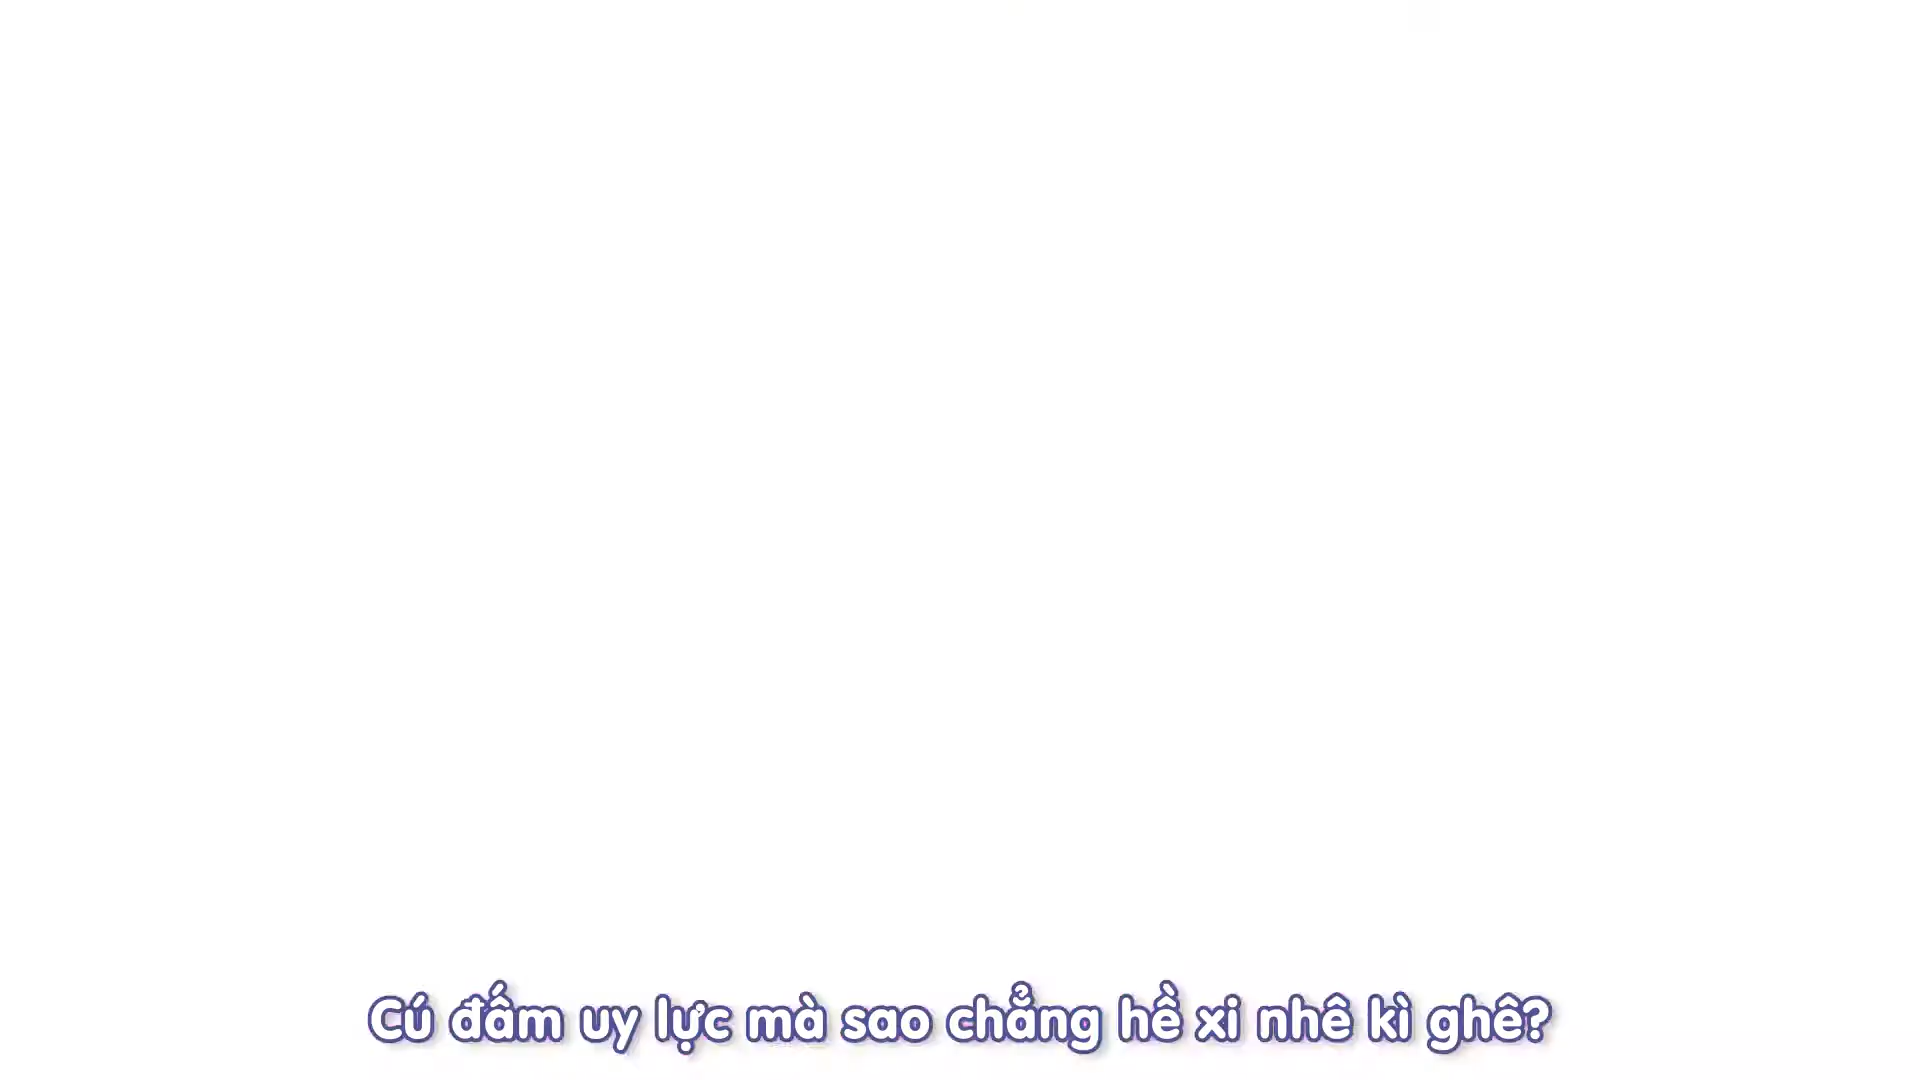 Cú đấm uy lực mà sao chẳng hề xi nhê kì ghê?